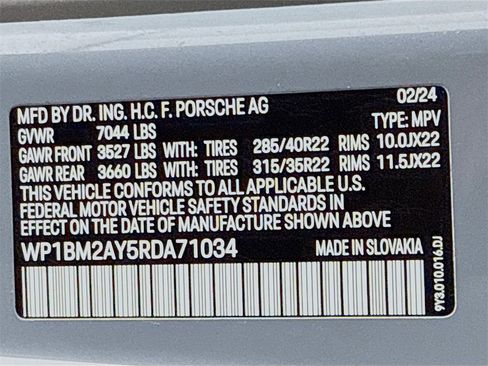 MFD BY DR. ING. H.C. F. PORSCHE AG 02/24
GVWR 7044 LBS TYPE: MPV
GAWR FRONT 3527 LBS WITH: TIRES 285/40R22 RIMS 10.0JX22
GAWR REAR 3660 LBS WITH: TIRES 315/35R22 RIMS 11.5JX22
THIS VEHICLE CONFORMS TO ALL APPLICABLE U.S.
FEDERAL MOTOR VEHICLE SAFETY STANDARDS IN
EFFECT ON THE DATE OF MANUFACTURE SHOWN ABOVE
WP1BM2AY5RDA71034 MADE IN SLOVAKIA
9Y3.010.016.DJ